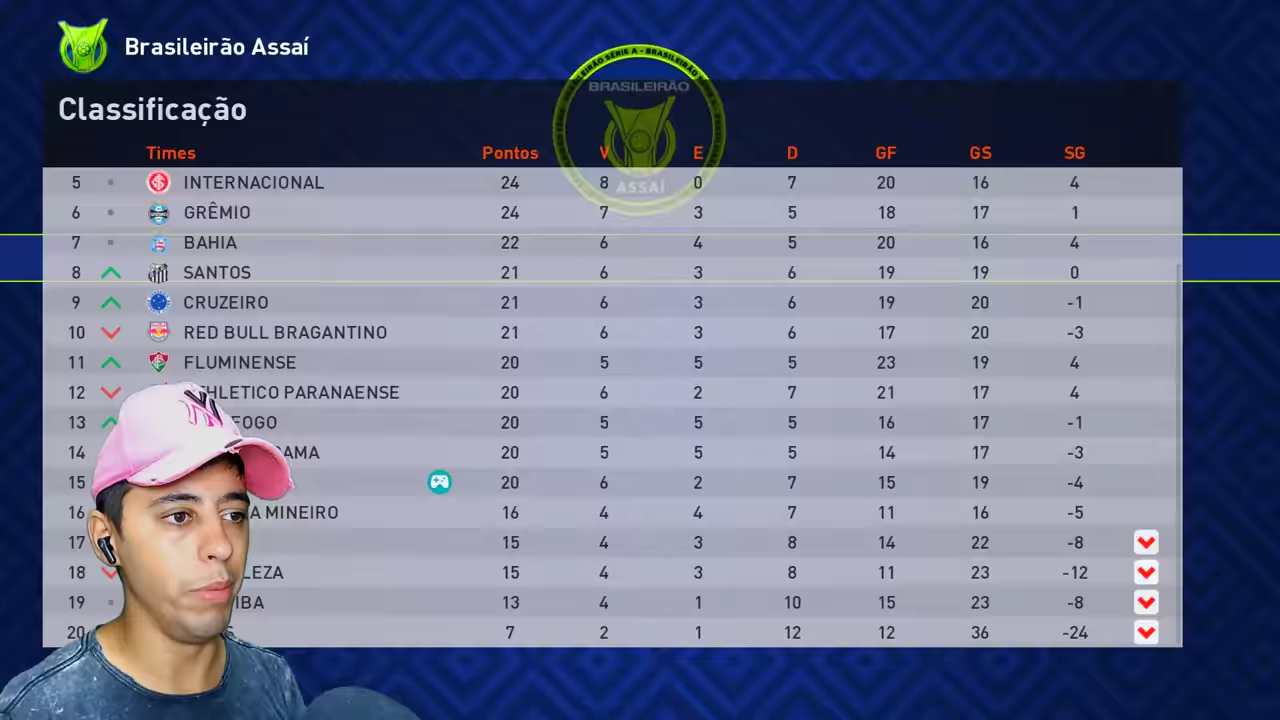 Brasileirão Assaí
BRASILEIRÃO SÉRIE A - BRASILEIRÃO
BRASILEIRÃO
ASSAÍ
Classificação
Times Pontos V E D GF GS SG
5 INTERNACIONAL 24 8 0 7 20 16 4
6 GRÊMIO 24 7 3 5 18 17 1
7 BAHIA 22 6 4 5 20 16 4
8 SANTOS 21 6 3 6 19 19 0
9 CRUZEIRO 21 6 3 6 19 20 -1
10 RED BULL BRAGANTINO 21 6 3 6 17 20 -3
11 FLUMINENSE 20 5 5 5 23 19 4
12 THLETICO PARANAENSE 20 6 2 7 21 17 4
13 FOGO 20 5 5 5 16 17 -1
14 AMA 20 5 5 5 14 17 -3
15 20 6 2 7 15 19 -4
16 A MINEIRO 16 4 4 7 11 16 -5
17 15 4 3 8 14 22 -8
18 LEZA 15 4 3 8 11 23 -12
19 IBA 13 4 1 10 15 23 -8
20 7 2 1 12 12 36 -24